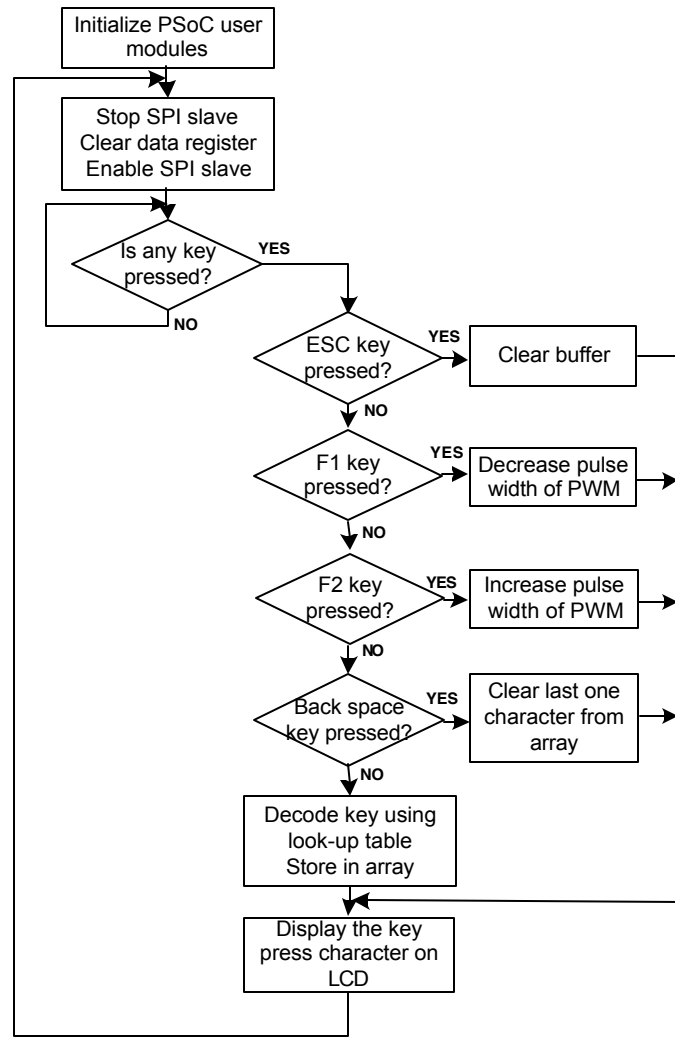 Initialize PSoC user
modules
Stop SPI slave
Clear data register
Enable SPI slave
Is any key
pressed?
YES
NO
ESC key
pressed?
YES
Clear buffer
NO
F1 key
pressed?
YES
Decrease pulse
width of PWM
NO
F2 key
pressed?
YES
Increase pulse
width of PWM
NO
Back space
key pressed?
YES
Clear last one
character from
array
NO
Decode key using
look-up table
Store in array
Display the key
press character on
LCD